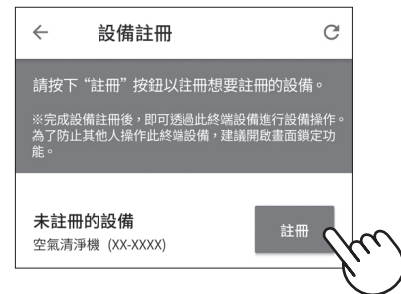 設備註冊
請按下“註冊”按鈕以註冊想要註冊的設備。
※完成設備註冊後，即可透過此終端設備進行設備操作。
為了防止其他人操作此終端設備，建議開啟畫面鎖定功
能。
未註冊的設備
空氣清淨機 (XX-XXXX)
註冊